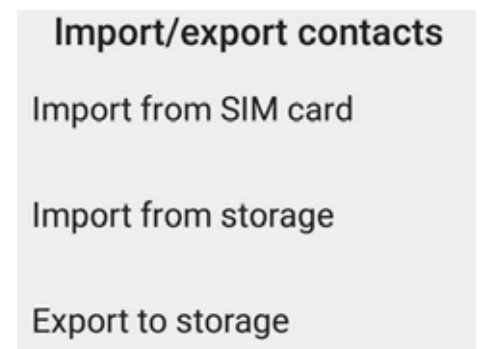 Import/export contacts
Import from SIM card
Import from storage
Export to storage